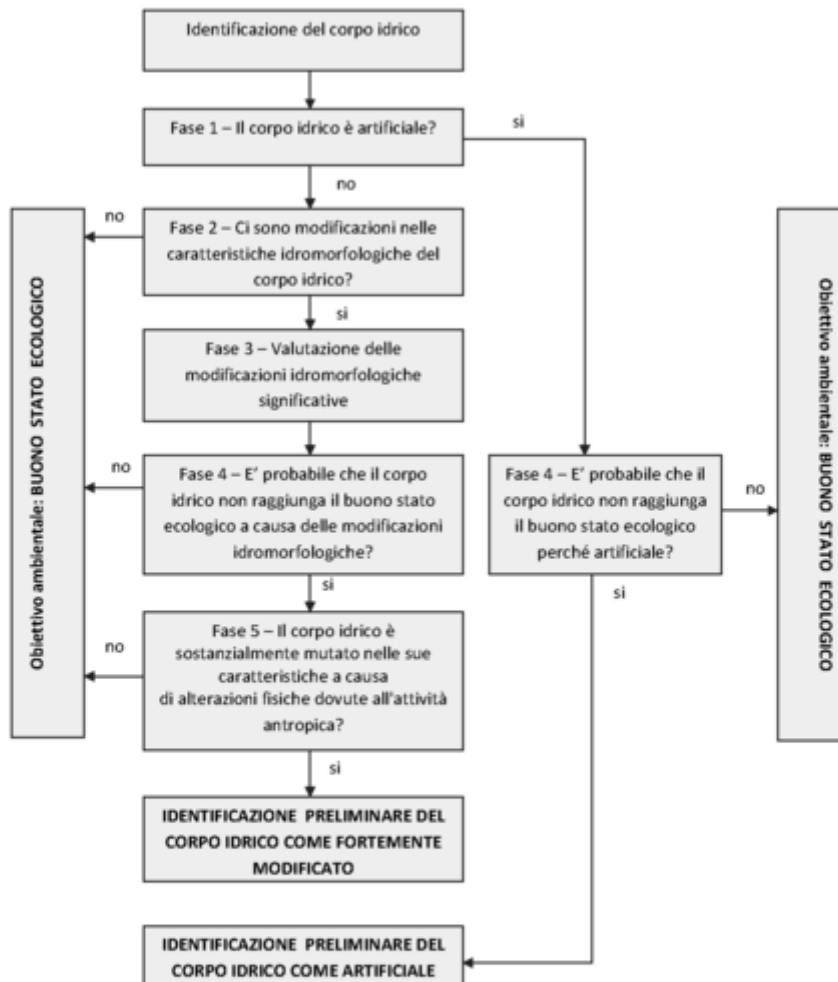 Identificazione del corpo idrico
Fase 1 – Il corpo idrico è artificiale?
si
no
no
Fase 2 – Ci sono modificazioni nelle
caratteristiche idromorfologiche del
corpo idrico?
si
Fase 3 – Valutazione delle
modificazioni idromorfologiche
significative
no
Fase 4 – E’ probabile che il corpo
idrico non raggiunga il buono stato
ecologico a causa delle modificazioni
idromorfologiche?
si
Fase 4 – E’ probabile che il
corpo idrico non raggiunga
il buono stato ecologico
perché artificiale?
no
si
no
Fase 5 – Il corpo idrico è
sostanzialmente mutato nelle sue
caratteristiche a causa
di alterazioni fisiche dovute all'attività
antropica?
si
IDENTIFICAZIONE PRELIMINARE DEL
CORPO IDRICO COME FORTEMENTE
MODIFICATO
IDENTIFICAZIONE PRELIMINARE DEL
CORPO IDRICO COME ARTIFICIALE
Obiettivo ambientale: BUONO STATO ECOLOGICO
Obiettivo ambientale: BUONO STATO ECOLOGICO